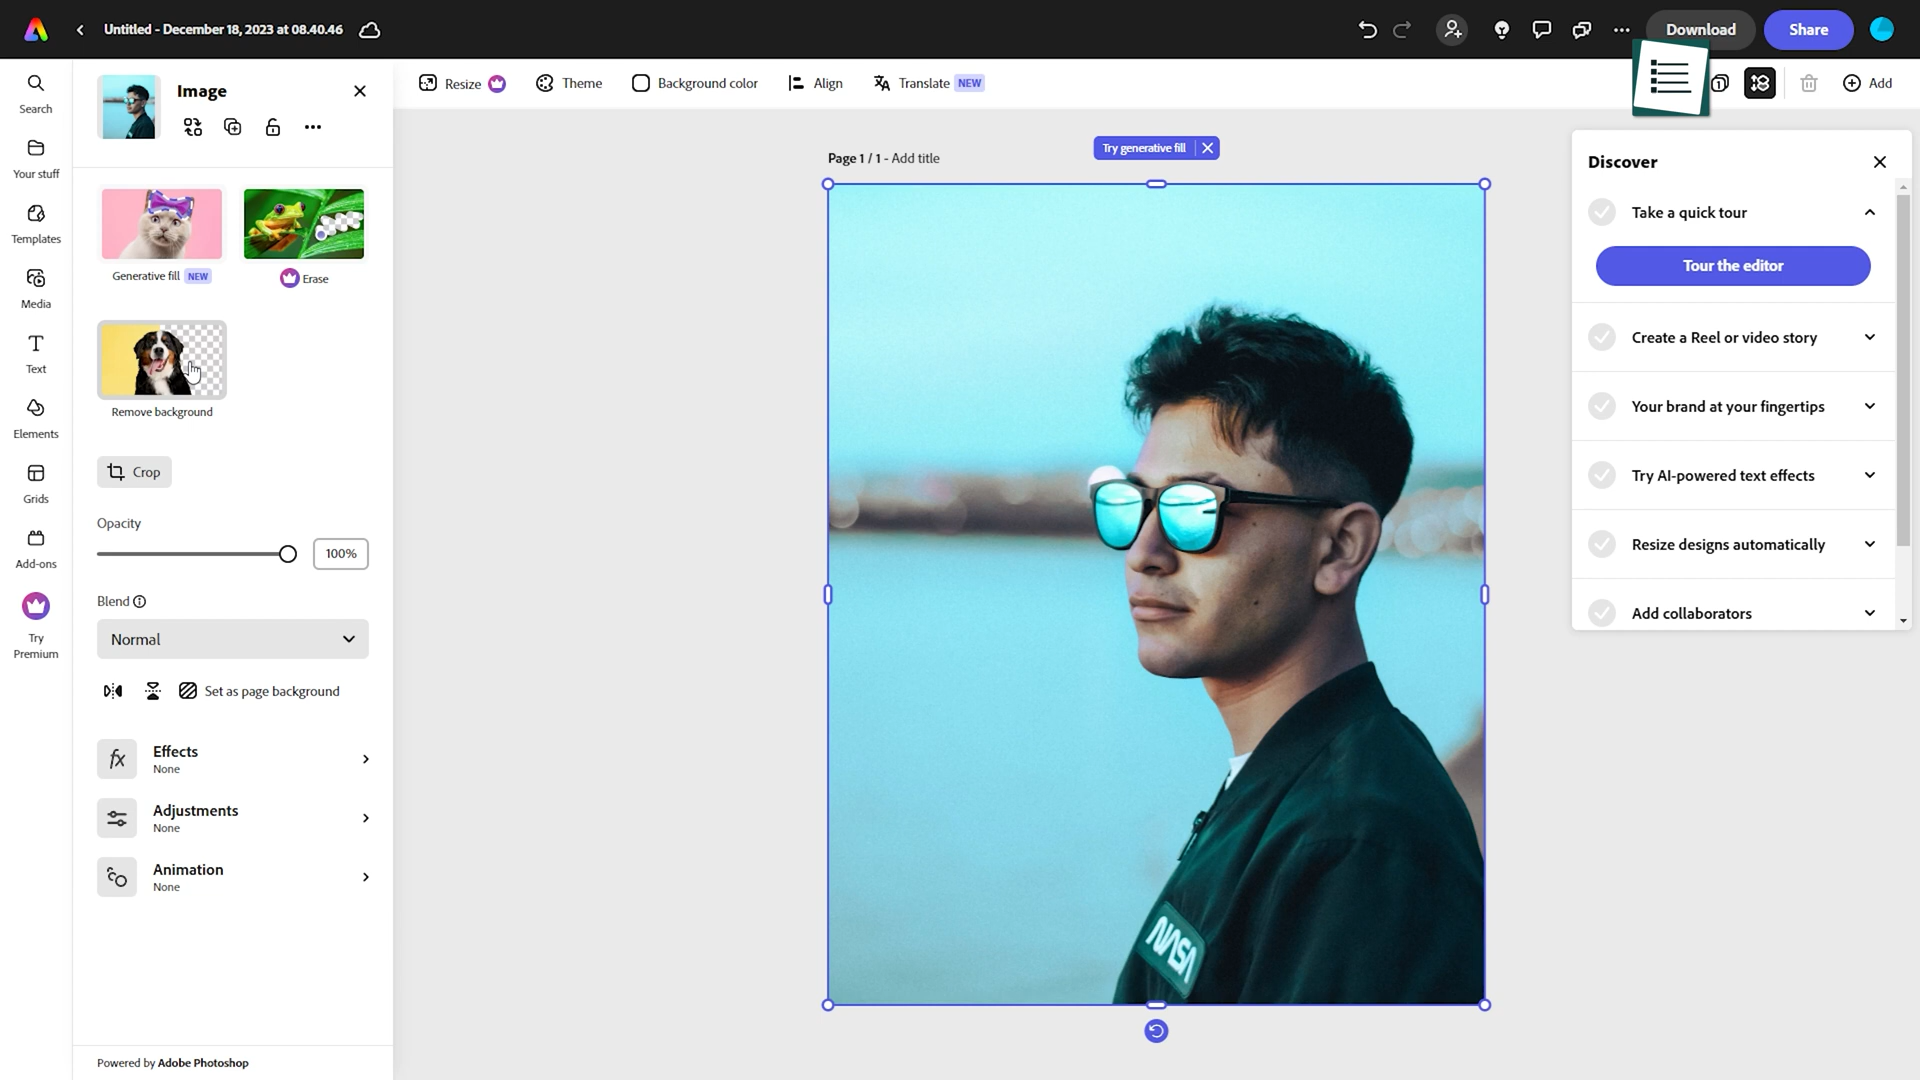 Untitled - December 18, 2023 at 08.40.46
Download
Share
Search
Your stuff
Templates
Media
Text
Elements
Grids
Add-ons
Try
Premium
Image
Generative fill NEW
Erase
Remove background
Crop
Opacity
100%
Blend
Normal
Set as page background
Effects
None
Adjustments
None
Animation
None
Powered by Adobe Photoshop
Resize
Theme
Background color
Align
Translate NEW
1
Add
Page 1 / 1 - Add title
Try generative fill
NASA
Discover
Take a quick tour
Tour the editor
Create a Reel or video story
Your brand at your fingertips
Try AI-powered text effects
Resize designs automatically
Add collaborators